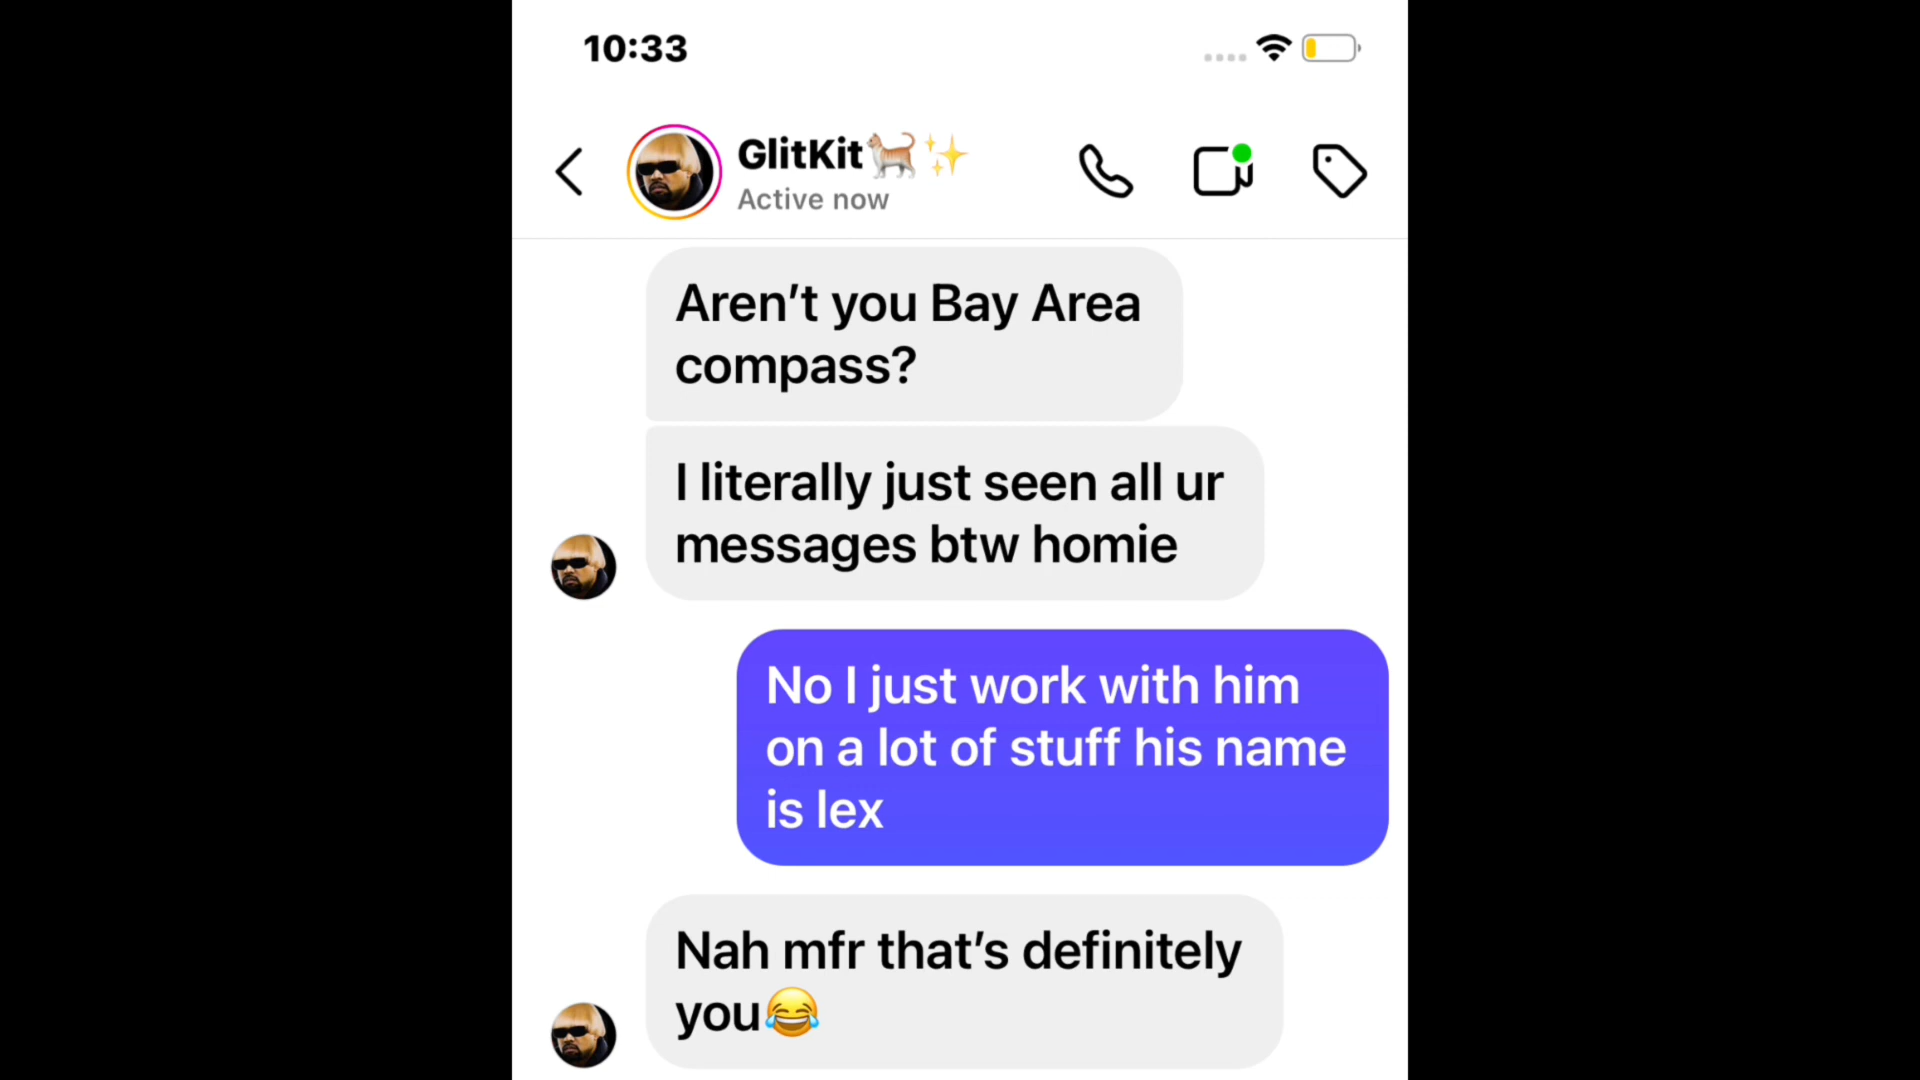 10:33
GlitKit🐈✨
Active now
Aren’t you Bay Area
compass?
I literally just seen all ur
messages btw homie
No I just work with him
on a lot of stuff his name
is lex
Nah mfr that’s definitely
you😂